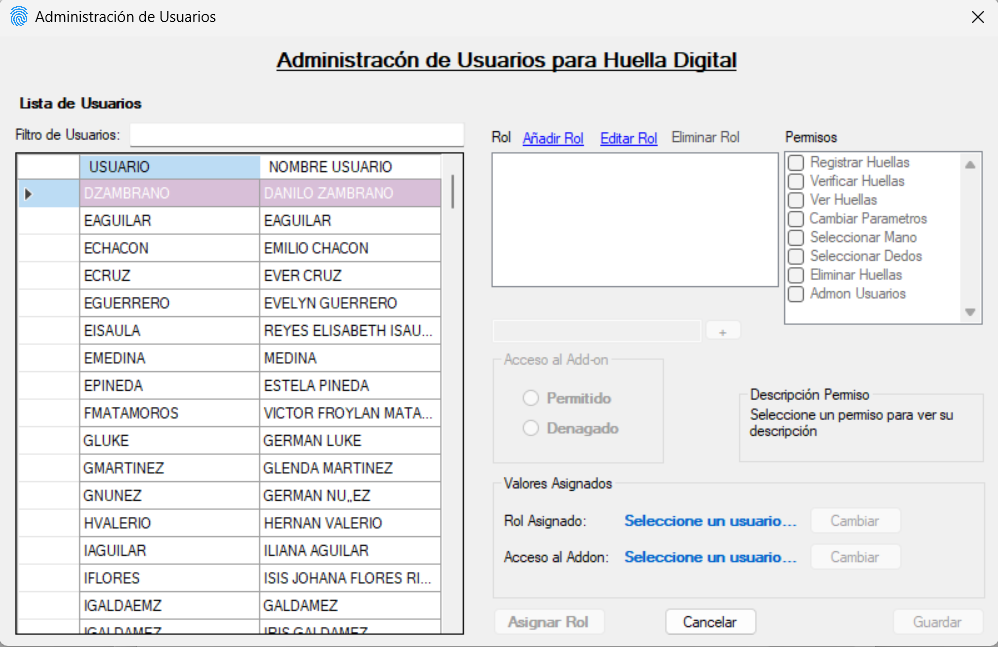 Administración de Usuarios
Administracón de Usuarios para Huella Digital
Lista de Usuarios
Filtro de Usuarios:
USUARIO NOMBRE USUARIO
DZAMBRANO DANILO ZAMBRANO
EAGUILAR EAGUILAR
ECHACON EMILIO CHACON
ECRUZ EVER CRUZ
EGUERRERO EVELYN GUERRERO
EISAULA REYES ELISABETH ISAU...
EMEDINA MEDINA
EPINEDA ESTELA PINEDA
FMATAMOROS VICTOR FROYLAN MATA...
GLUKE GERMAN LUKE
GMARTINEZ GLENDA MARTINEZ
GNUNEZ GERMAN NU„EZ
HVALERIO HERNAN VALERIO
IAGUILAR ILIANA AGUILAR
IFLORES ISIS JOHANA FLORES RI...
IGALDAEMZ GALDAMEZ
IGALDAMEZ IRIS GALDAMEZ
Rol Añadir Rol Editar Rol Eliminar Rol
Permisos
Registrar Huellas
Verificar Huellas
Ver Huellas
Cambiar Parametros
Seleccionar Mano
Seleccionar Dedos
Eliminar Huellas
Admon Usuarios
+
Acceso al Add-on
Permitido
Denagado
Descripción Permiso
Seleccione un permiso para ver su
descripción
Valores Asignados
Rol Asignado: Seleccione un usuario... Cambiar
Acceso al Addon: Seleccione un usuario... Cambiar
Asignar Rol Cancelar Guardar